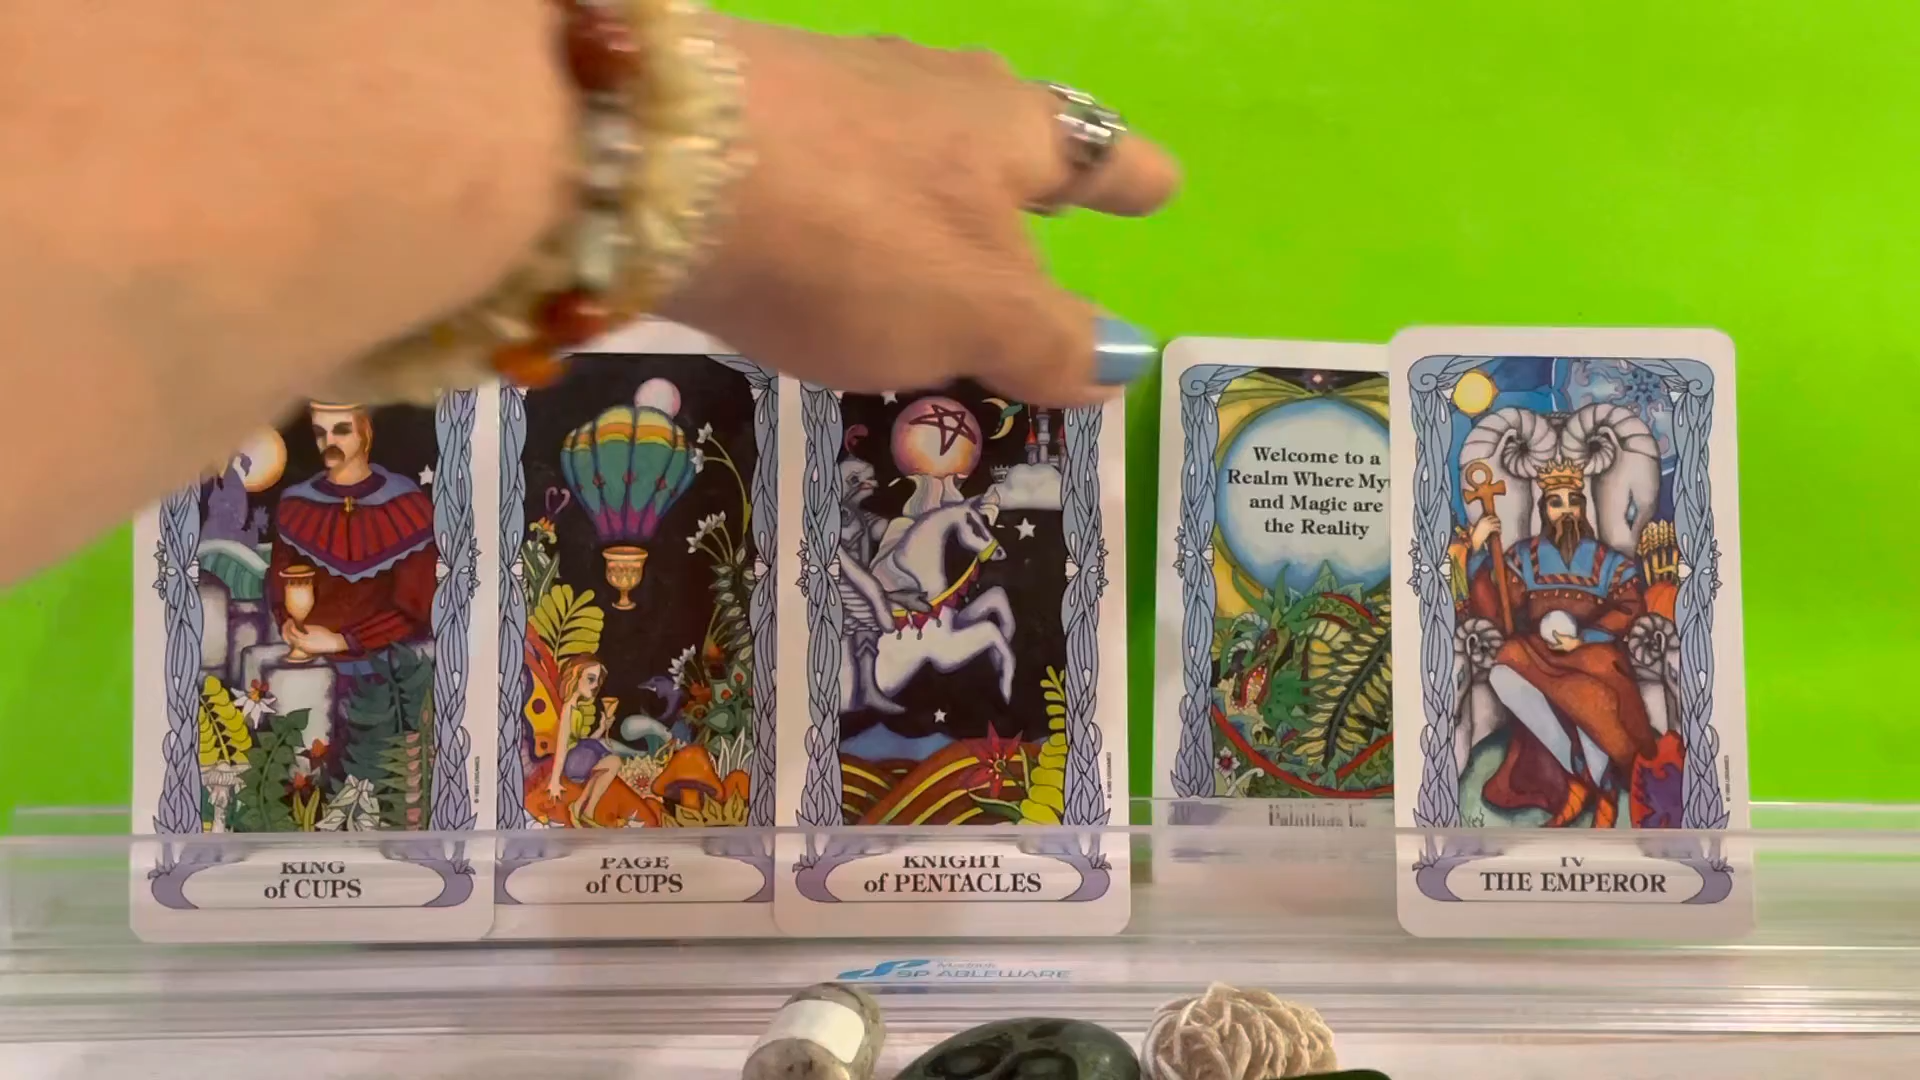 Welcome to a
Realm Where My
and Magic are
the Reality
KING
of CUPS
PAGE
of CUPS
KNIGHT
of PENTACLES
IV
THE EMPEROR
SP ABLEWARE